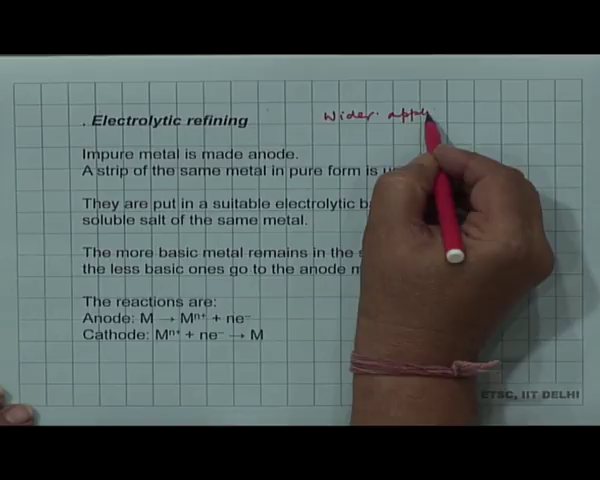 . Electrolytic refining
Wider. appl
Impure metal is made anode.
A strip of the same metal in pure form is
They are put in a suitable electrolytic
soluble salt of the same metal.
The more basic metal remains in the
the less basic ones go to the anode
The reactions are:
Anode: M → Mⁿ⁺ + ne⁻
Cathode: Mⁿ⁺ + ne⁻ → M
ETSC, IIT DELHI